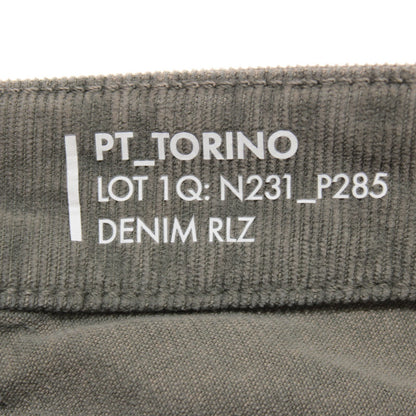 PT_TORINO
LOT 1Q: N231_P285
DENIM RLZ